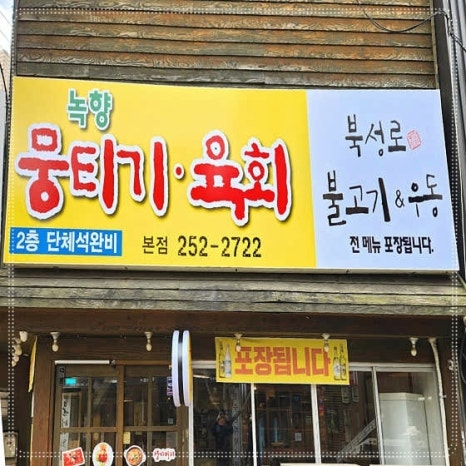 녹향
뭉티기·육회
2층 단체석완비
본점 252-2722
북성로
불고기&우동
전 메뉴 포장됩니다.
포장됩니다